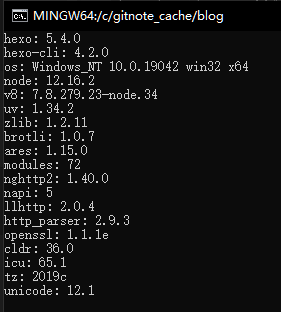 MINGW64:/c/gitnote_cache/blog
hexo: 5.4.0
hexo-cli: 4.2.0
os: Windows_NT 10.0.19042 win32 x64
node: 12.16.2
v8: 7.8.279.23-node.34
uv: 1.34.2
zlib: 1.2.11
brotli: 1.0.7
ares: 1.15.0
modules: 72
nghttp2: 1.40.0
napi: 5
llhttp: 2.0.4
http_parser: 2.9.3
openssl: 1.1.1e
cldr: 36.0
icu: 65.1
tz: 2019c
unicode: 12.1